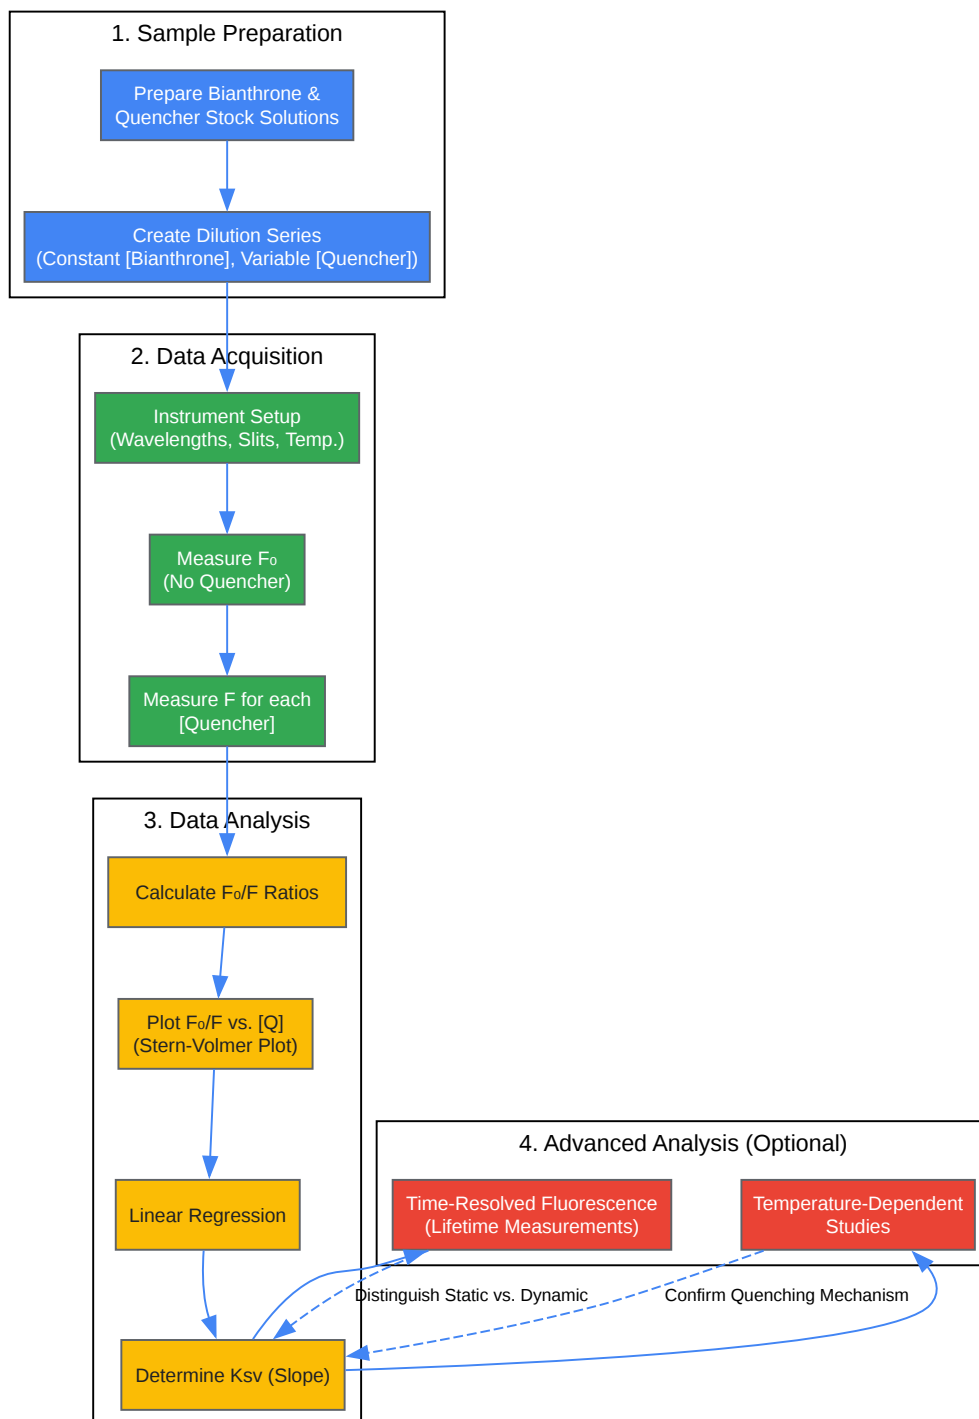 1. Sample Preparation
Prepare Bianthrone &
Quencher Stock Solutions
Create Dilution Series
(Constant [Bianthrone], Variable [Quencher])
2. Data Acquisition
Instrument Setup
(Wavelengths, Slits, Temp.)
Measure F₀
(No Quencher)
Measure F for each
[Quencher]
3. Data Analysis
Calculate F₀/F Ratios
Plot F₀/F vs. [Q]
(Stern-Volmer Plot)
4. Advanced Analysis (Optional)
Time-Resolved Fluorescence
(Lifetime Measurements)
Temperature-Dependent
Studies
Linear Regression
Distinguish Static vs. Dynamic
Confirm Quenching Mechanism
Determine Ksv (Slope)